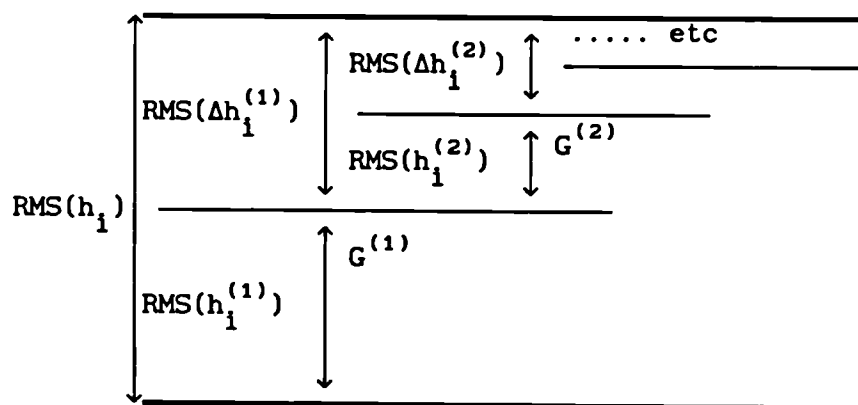 ..... etc
RMS(Δh_i^(2))
RMS(Δh_i^(1))
RMS(h_i^(2))
G^(2)
RMS(h_i)
G^(1)
RMS(h_i^(1))